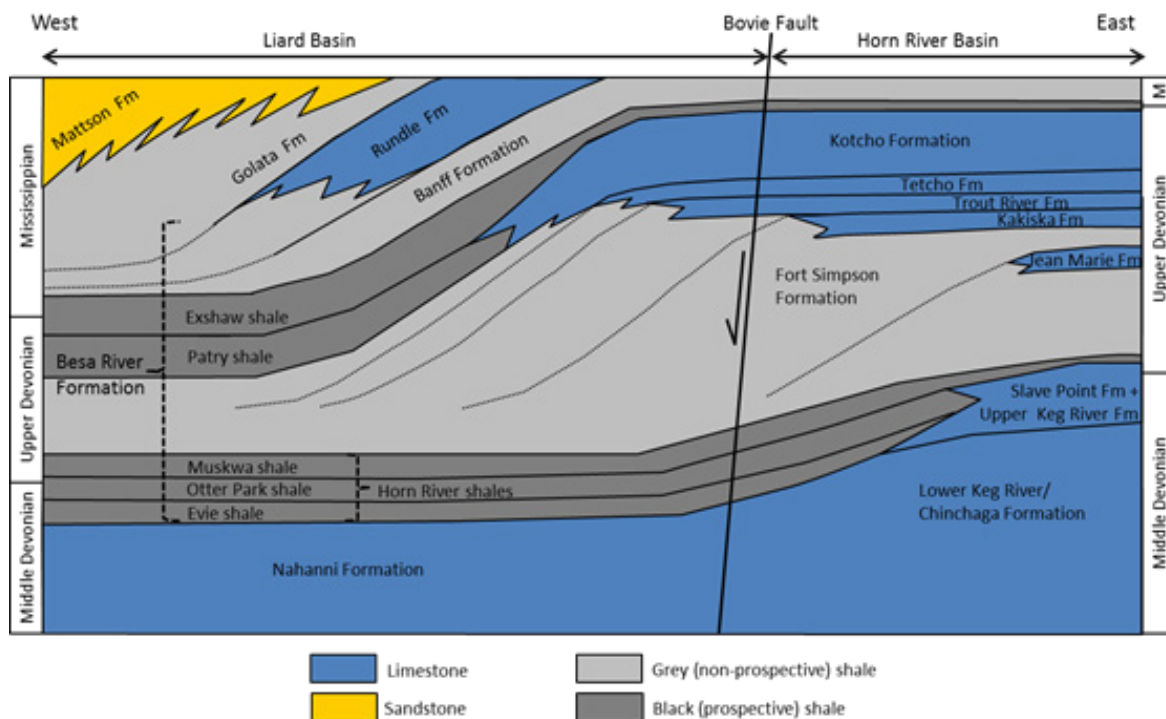 West
Bovie Fault
East
Liard Basin
Horn River Basin
Mattson Fm
Golata Fm
Rundle Fm
Banff Formation
Kotcho Formation
Tetcho Fm
Trout River Fm
Kakiska Fm
Jean Marie Fm
Fort Simpson
Formation
Exshaw shale
Patry shale
Besa River
Formation
Muskwa shale
Otter Park shale
Evie shale
Horn River shales
Slave Point Fm +
Upper Keg River Fm
Lower Keg River/
Chinchaga Formation
Nahanni Formation
Mississippian
Upper Devonian
Middle Devonian
M
Upper Devonian
Middle Devonian
Limestone
Grey (non-prospective) shale
Sandstone
Black (prospective) shale